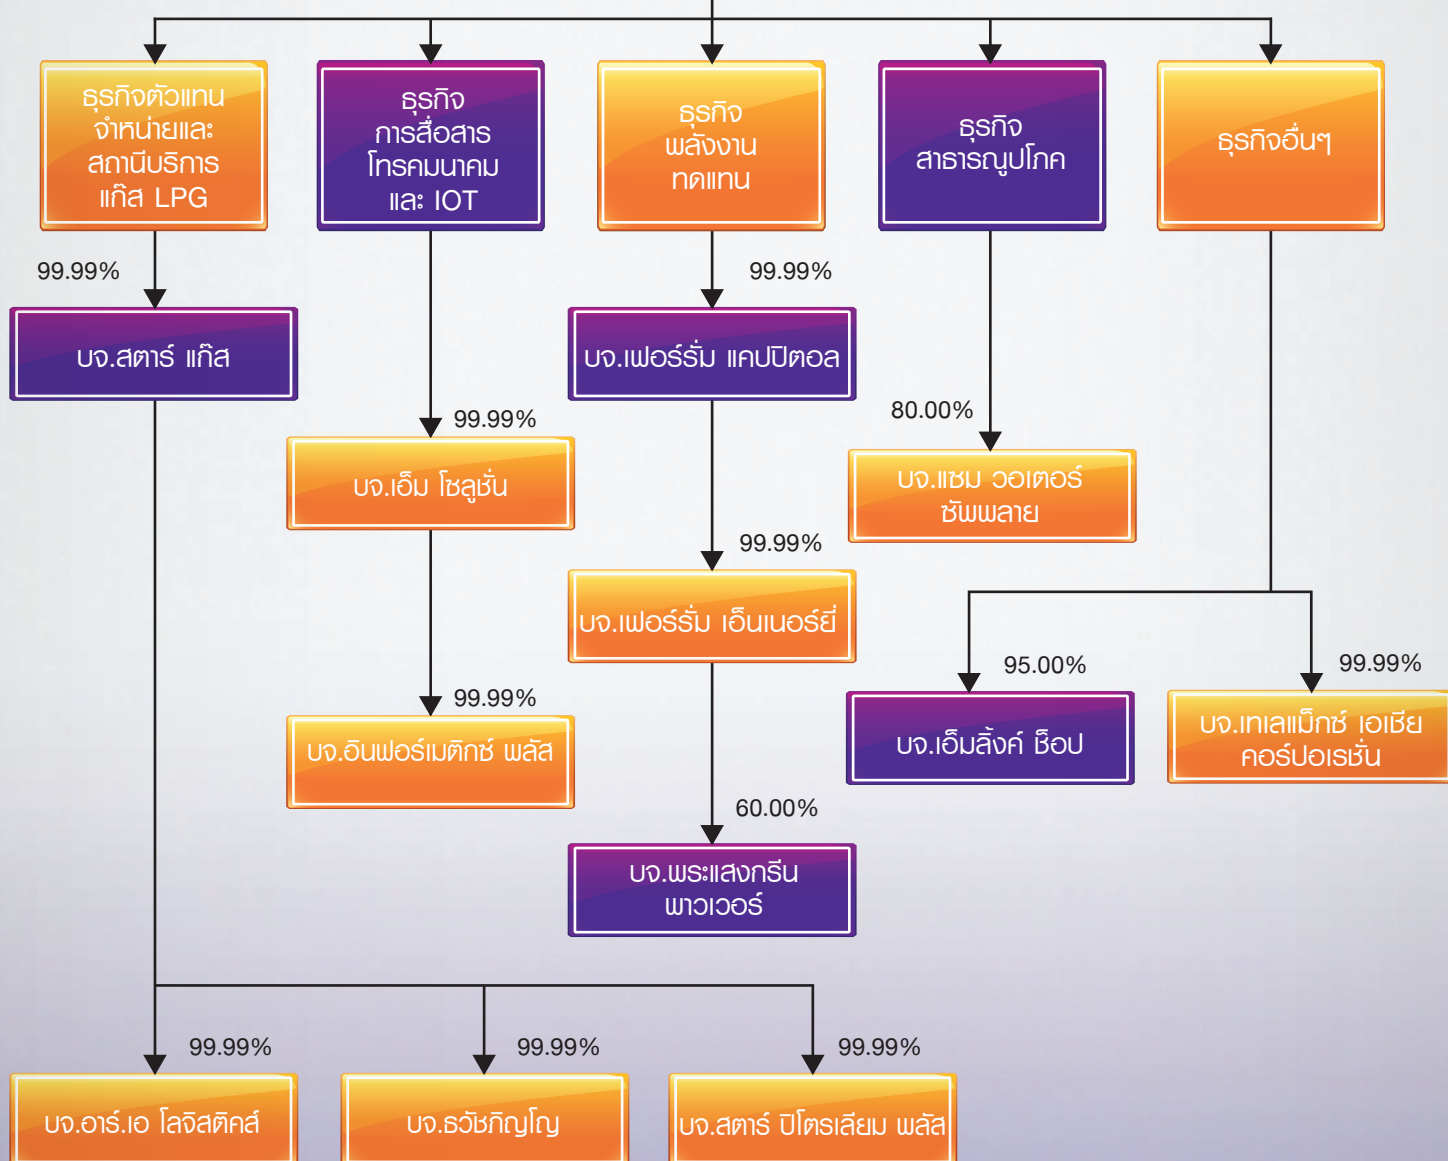 ธุรกิจตัวแทน
จำหน่ายและ
สถานีบริการ
แก๊ส LPG
ธุรกิจ
การสื่อสาร
โทรคมนาคม
และ IOT
ธุรกิจ
พลังงาน
ทดแทน
ธุรกิจ
สาธารณูปโภค
ธุรกิจอื่นๆ
99.99%
99.99%
บจ.สตาร์ แก๊ส
บจ.เฟอร์รั่ม แคปปิตอล
99.99%
80.00%
บจ.เอ็ม โซลูชั่น
บจ.แซม วอเตอร์
ซัพพลาย
99.99%
บจ.เฟอร์รั่ม เอ็นเนอร์ยี่
99.99%
95.00%
99.99%
บจ.อินฟอร์เมติกซ์ พลัส
บจ.เอ็มลิ้งค์ ช็อป
บจ.เทเลแม็กซ์ เอเชีย
คอร์ปอเรชั่น
60.00%
บจ.พระแสงกรีน
พาวเวอร์
99.99%
99.99%
99.99%
บจ.อาร์.เอ โลจิสติคส์
บจ.ธวัชภิญโญ
บจ.สตาร์ ปิโตรเลียม พลัส